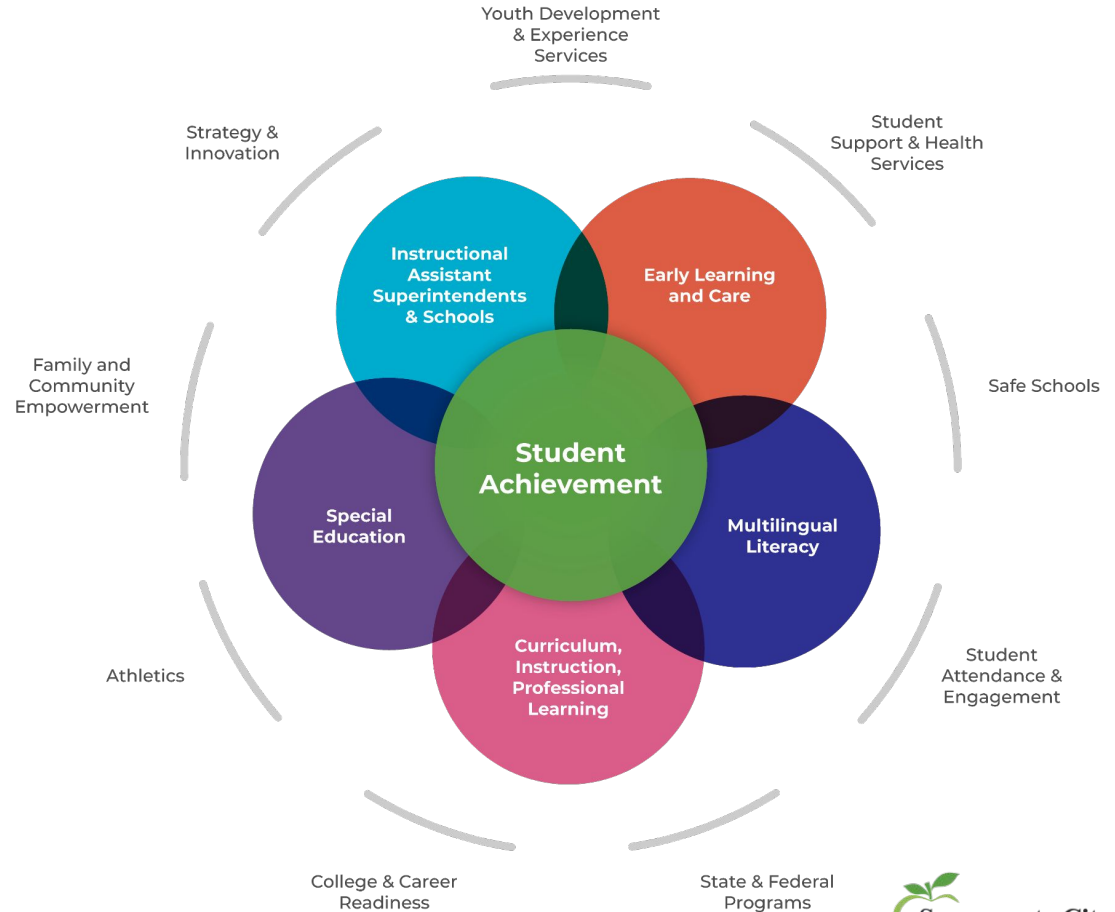 Youth Development
& Experience
Services
Strategy &
Innovation
Student
Support & Health
Services
Instructional
Assistant
Superintendents
& Schools
Early Learning
and Care
Family and
Community
Empowerment
Safe Schools
Student
Achievement
Special
Education
Multilingual
Literacy
Curriculum,
Instruction,
Professional
Learning
Athletics
Student
Attendance &
Engagement
College & Career
Readiness
State & Federal
Programs